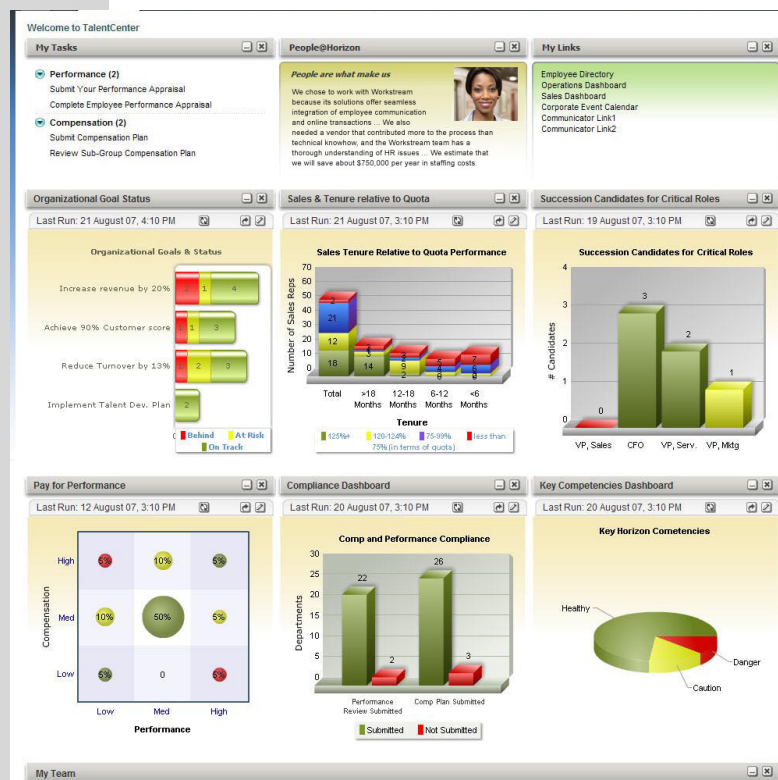 Welcome to TalentCenter
My Tasks
Performance (2)
Submit Your Performance Appraisal
Complete Employee Performance Appraisal
Compensation (2)
Submit Compensation Plan
Review Sub-Group Compensation Plan
People@Horizon
People are what make us
We chose to work with Workstream
because its solutions offer seamless
integration of employee communication
and online transactions ... We also
needed a vendor that contributed more to the process than
technical knowhow, and the Workstream team has a
thorough understanding of HR issues ... We estimate that
we will save about $750,000 per year in staffing costs.
My Links
Employee Directory
Operations Dashboard
Sales Dashboard
Corporate Event Calendar
Communicator Link1
Communicator Link2
Organizational Goal Status
Last Run: 21 August 07, 4:10 PM
Organizational Goals & Status
Increase revenue by 20% 2 1 4
Achieve 90% Customer score 1 1 3
Reduce Turnover by 13% 1 2 3
Implement Talent Dev. Plan 2
Behind At Risk
On Track
Sales & Tenure relative to Quota
Last Run: 21 August 07, 3:10 PM
Sales Tenure Relative to Quota Performance
Number of Sales Reps
70
60
50
40
30
20
10
0
2
21
12
18
14
7
Total >18 12-18 6-12 <6
Months Months Months Months
Tenure
125%+ 120-124% 75-99% less than
75% (in terms of quota)
Succession Candidates for Critical Roles
Last Run: 19 August 07, 3:10 PM
Succession Candidates for Critical Roles
# Candidates
4
3
2
1
0
0 3 2 1
VP, Sales CFO VP, Serv. VP, Mktg
Pay for Performance
Last Run: 12 August 07, 3:10 PM
Compensation
High 5% 10% 5%
Med 10% 50% 5%
Low 5% 0 5%
Low Med High
Performance
Compliance Dashboard
Last Run: 20 August 07, 3:10 PM
Comp and Peformance Compliance
Departments
30
25
20
15
10
5
0
22 2 26 3
Performance Comp Plan Submitted
Review Submitted
Submitted Not Submitted
Key Competencies Dashboard
Last Run: 20 August 07, 3:10 PM
Key Horizon Cometencies
Healthy
Danger
Caution
My Team